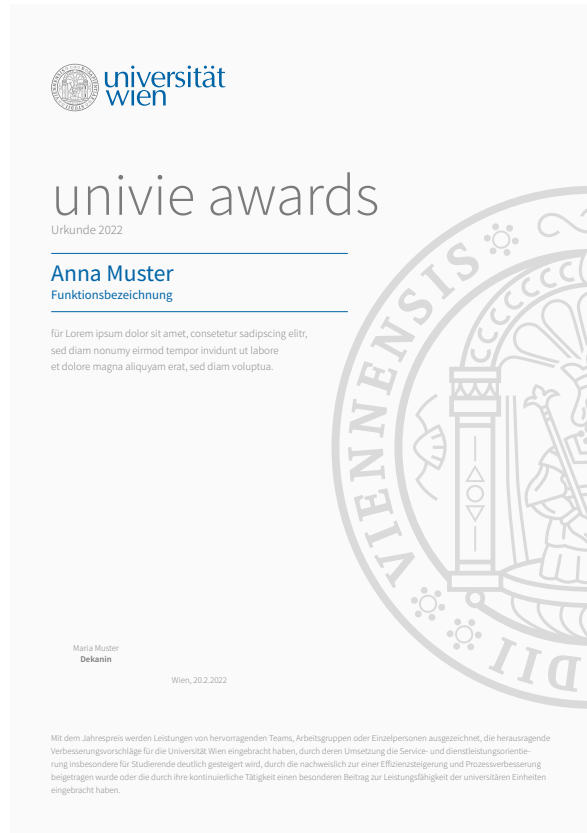 universität
wien
univie awards
Urkunde 2022
Anna Muster
Funktionsbezeichnung
für Lorem ipsum dolor sit amet, consetetur sadipscing elitr,
sed diam nonumy eirmod tempor invidunt ut labore
et dolore magna aliquyam erat, sed diam voluptua.
VIENNENSIS
DII
Maria Muster
Dekanin
Wien, 20.2.2022
Mit dem Jahrespreis werden Leistungen von hervorragenden Teams, Arbeitsgruppen oder Einzelpersonen ausgezeichnet, die herausragende
Verbesserungsvorschläge für die Universität Wien eingebracht haben, durch deren Umsetzung die Service- und dienstleistungsorientie-
rung insbesondere für Studierende deutlich gesteigert wird, durch die nachweislich zur einer Effizienzsteigerung und Prozessverbesserung
beigetragen wurde oder die durch ihre kontinuierliche Tätigkeit einen besonderen Beitrag zur Leistungsfähigkeit der universitären Einheiten
eingebracht haben.